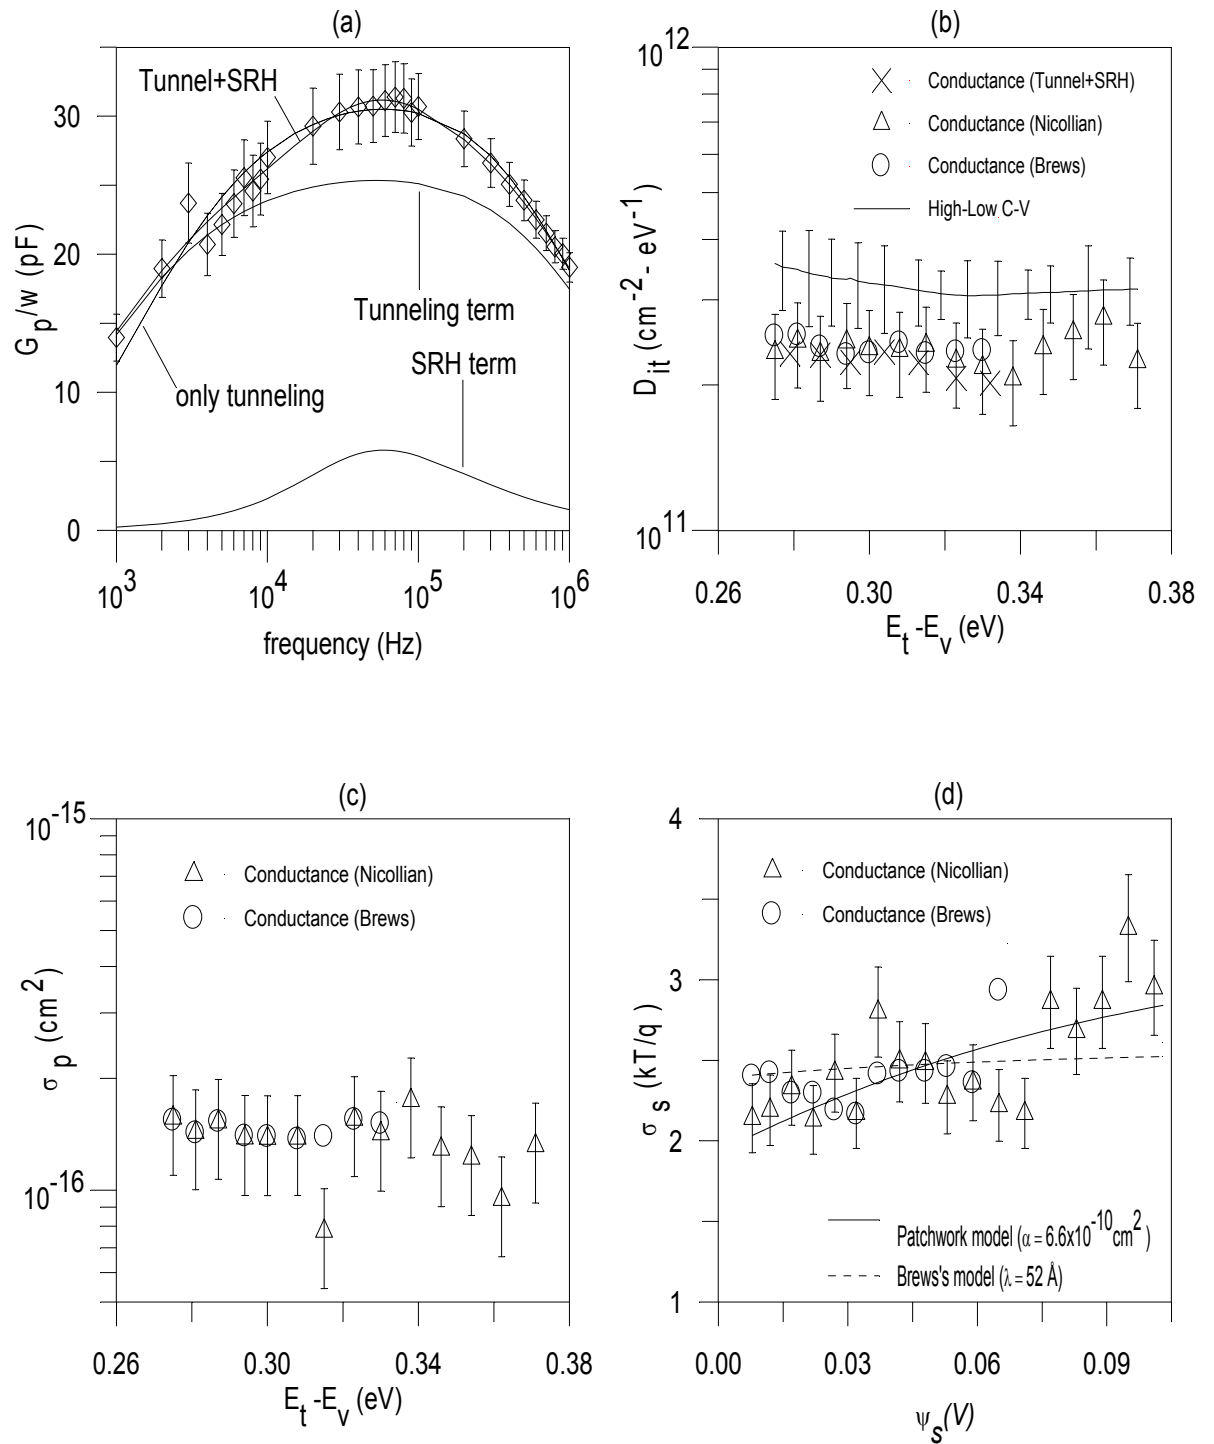 (a)
Tunnel+SRH
30
20
10
0
G_p/w (pF)
Tunneling term
SRH term
only tunneling
10^3
10^4
10^5
10^6
frequency (Hz)
(b)
10^12
10^11
D_it (cm^-2 - eV^-1)
Conductance (Tunnel+SRH)
Conductance (Nicollian)
Conductance (Brews)
High-Low C-V
0.26
0.30
0.34
0.38
E_t -E_v (eV)
(c)
10^-15
10^-16
σ_p (cm^2)
Conductance (Nicollian)
Conductance (Brews)
0.26
0.30
0.34
0.38
E_t -E_v (eV)
(d)
4
3
2
1
σ_s (kT/q)
Conductance (Nicollian)
Conductance (Brews)
Patchwork model (α = 6.6x10^-10 cm^2 )
Brews's model (λ = 52 Å)
0.00
0.03
0.06
0.09
ψ_s(V)